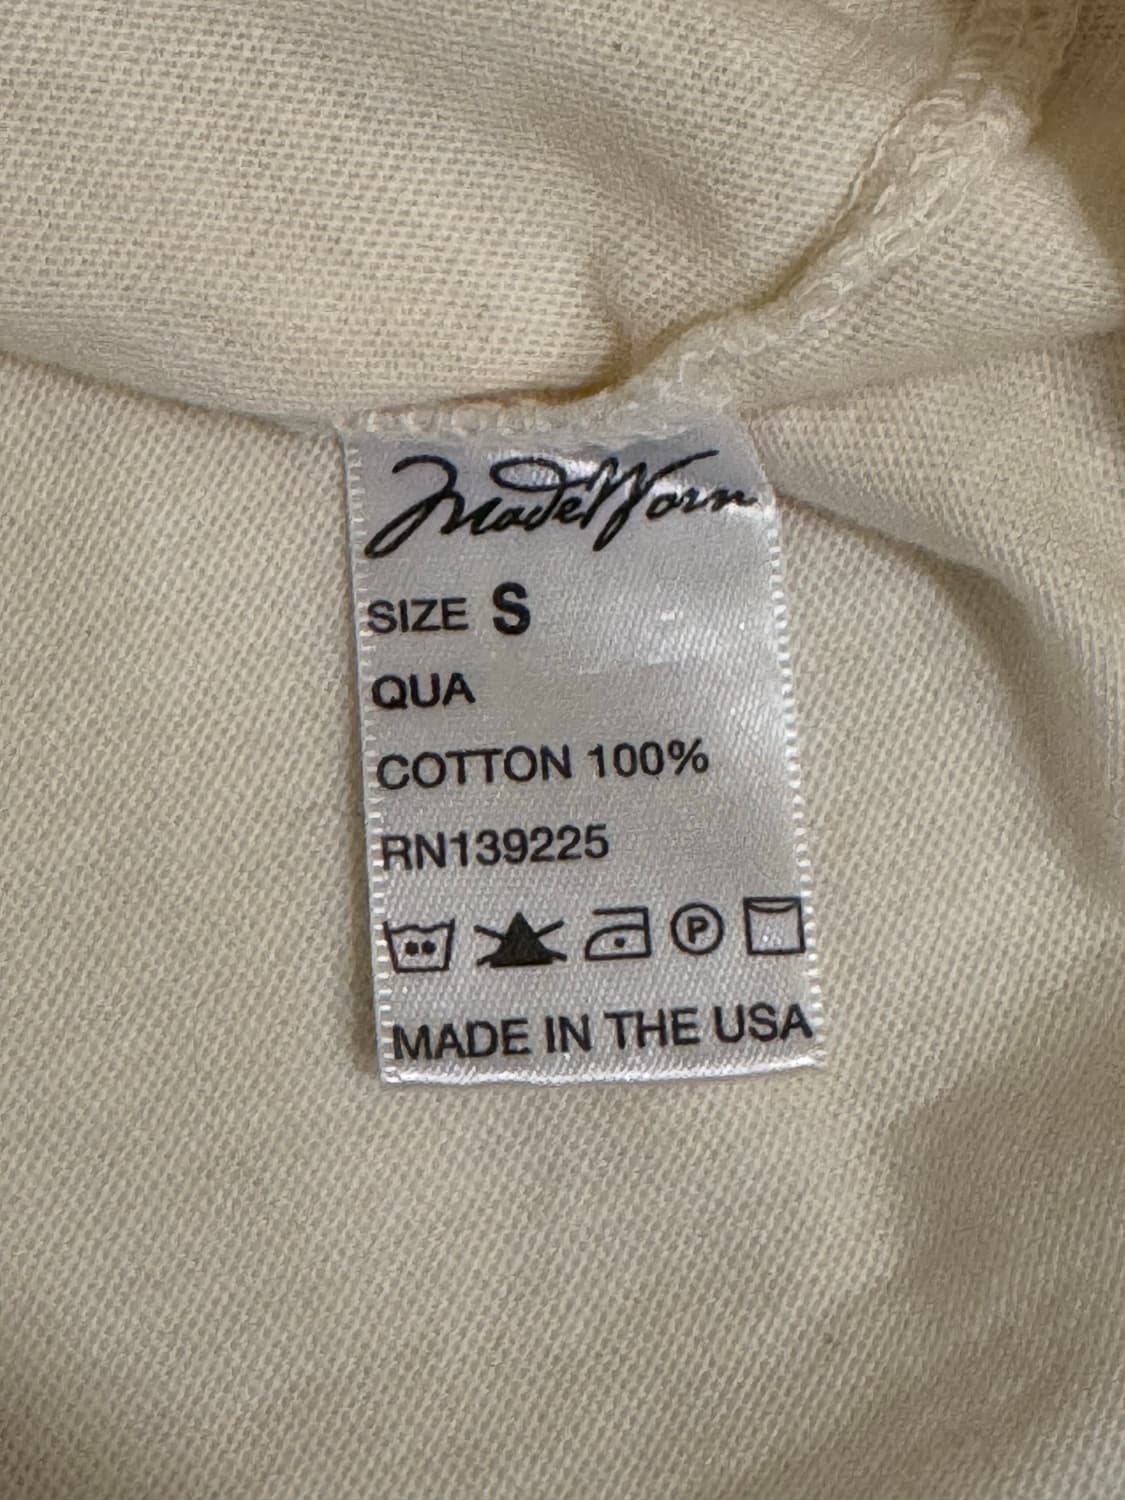 MadeWorn
SIZE S
QUA
COTTON 100%
RN139225
P
MADE IN THE USA